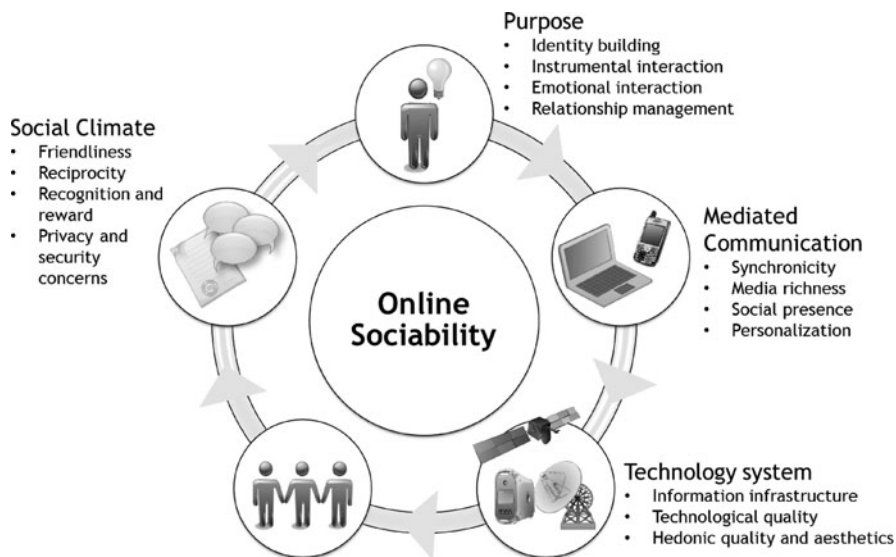 Purpose
• Identity building
• Instrumental interaction
• Emotional interaction
• Relationship management
Social Climate
• Friendliness
• Reciprocity
• Recognition and
reward
• Privacy and
security
concerns
Mediated
Communication
• Synchronicity
• Media richness
• Social presence
• Personalization
Online
Sociability
Technology system
• Information infrastructure
• Technological quality
• Hedonic quality and aesthetics